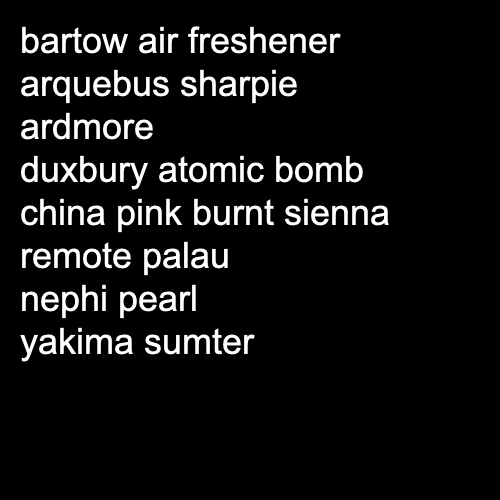 bartow air freshener
arquebus sharpie
ardmore
duxbury atomic bomb
china pink burnt sienna
remote palau
nephi pearl
yakima sumter